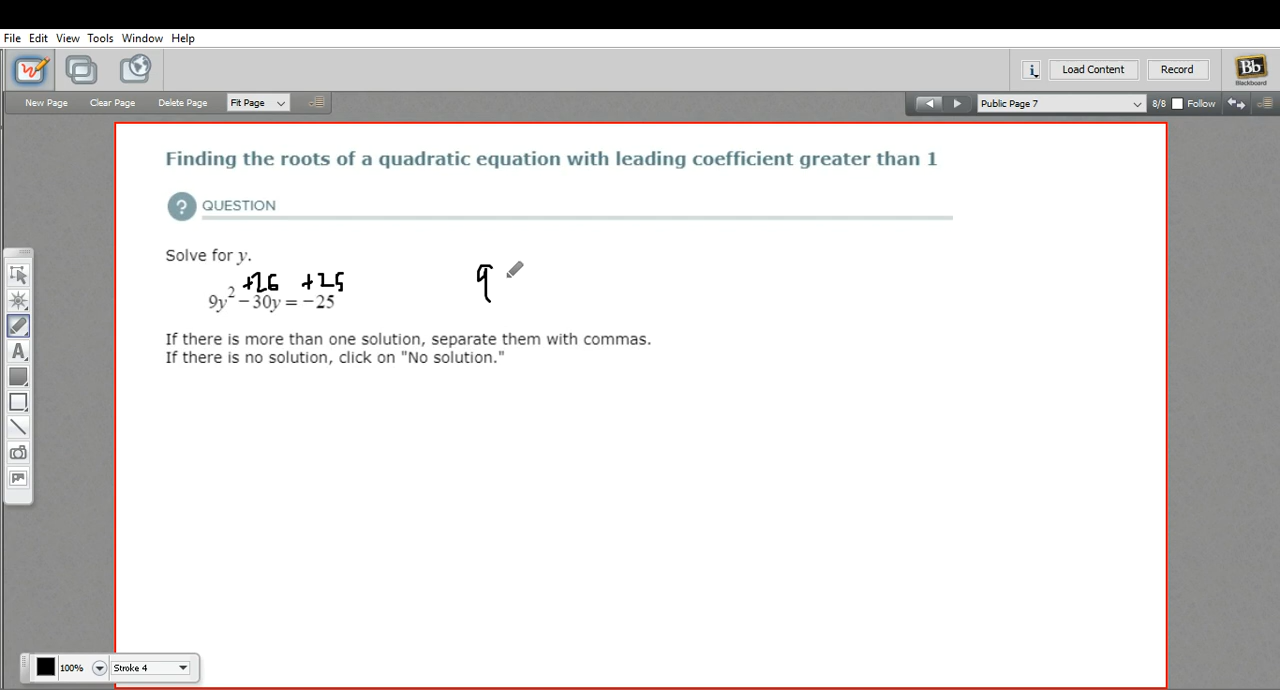 File Edit View Tools Window Help
i Load Content Record Bb
Blackboard
New Page Clear Page Delete Page Fit Page Public Page 7 8/8 Follow
Finding the roots of a quadratic equation with leading coefficient greater than 1
? QUESTION
Solve for y.
+25 +25
9y² − 30y = −25
9
If there is more than one solution, separate them with commas.
If there is no solution, click on "No solution."
A
100% Stroke 4